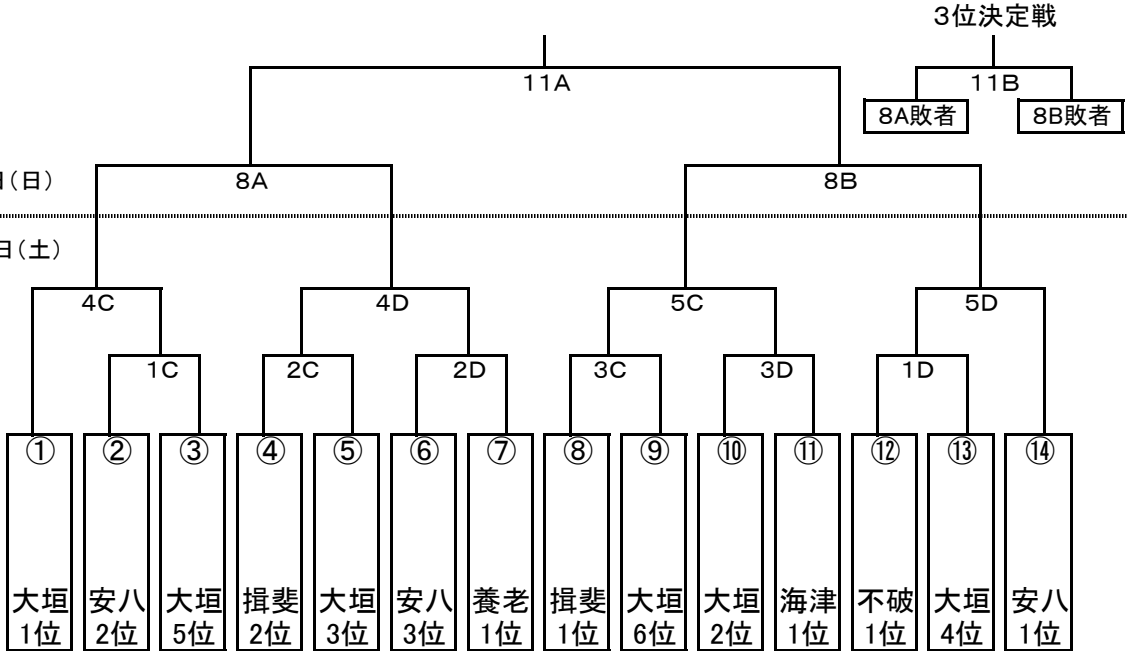 3位決定戦
11A
11B
8A敗者
8B敗者
(日)
8A
8B
日(土)
4C
4D
5C
5D
1C
2C
2D
3C
3D
1D
① ② ③ ④ ⑤ ⑥ ⑦ ⑧ ⑨ ⑩ ⑪ ⑫ ⑬ ⑭
大垣 安八 大垣 揖斐 大垣 安八 養老 揖斐 大垣 大垣 海津 不破 大垣 安八
1位 2位 5位 2位 3位 3位 1位 1位 6位 2位 1位 1位 4位 1位